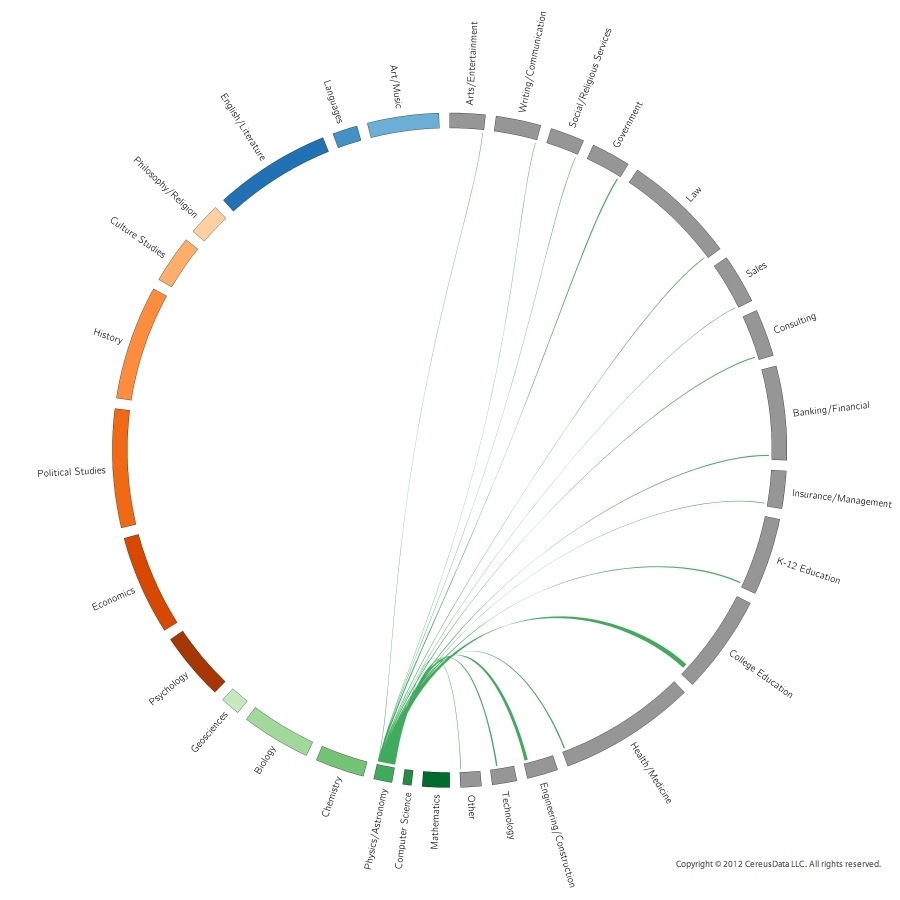 Arts/Entertainment
Writing/Communication
Social/Religious Services
Government
Law
Sales
Consulting
Banking/Financial
Insurance/Management
K-12 Education
College Education
Health/Medicine
Engineering/Construction
Technology
Other
Mathematics
Computer Science
Physics/Astronomy
Chemistry
Biology
Geosciences
Psychology
Economics
Political Studies
History
Culture Studies
Philosophy/Religion
English/Literature
Languages
Art/Music
Copyright © 2012 CereusData LLC. All rights reserved.